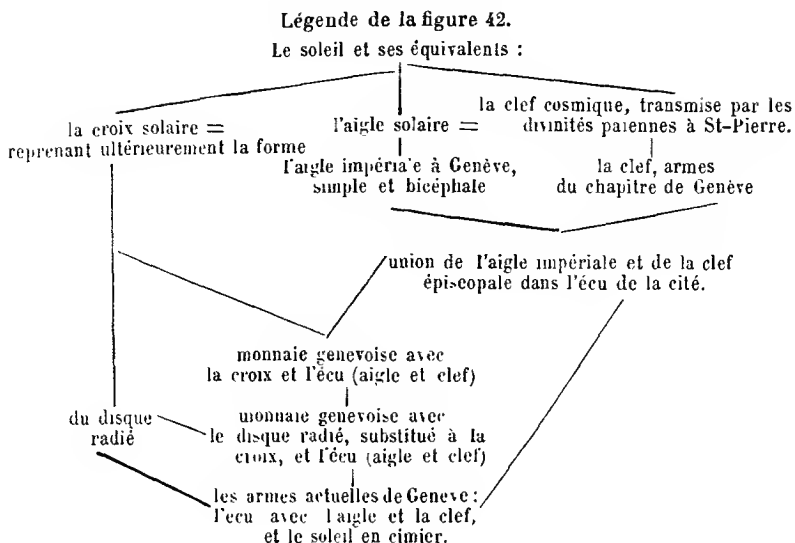 Légende de la figure 42.
Le soleil et ses équivalents :
la croix solaire =
reprenant ultérieurement la forme
l'aigle solaire =
l'aigle impériale à Genève,
simple et bicéphale
la clef cosmique, transmise par les
divinités païennes à St-Pierre.
la clef, armes
du chapitre de Genève
union de l'aigle impériale et de la clef
épiscopale dans l'écu de la cité.
monnaie genevoise avec
la croix et l'écu (aigle et clef)
du disque
radié
monnaie genevoise avec
le disque radié, substitué à la
croix, et l'écu (aigle et clef)
les armes actuelles de Genève :
l'écu avec l'aigle et la clef,
et le soleil en cimier.